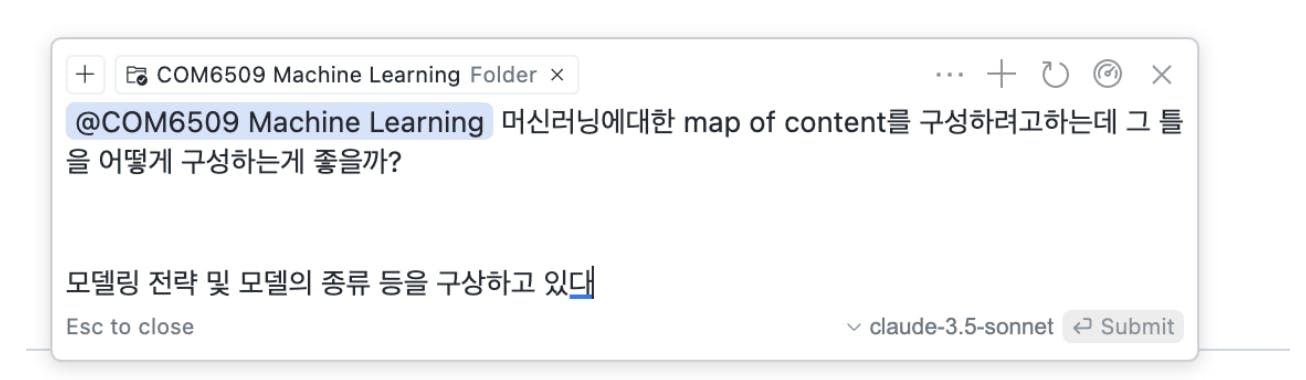 COM6509 Machine Learning Folder
@COM6509 Machine Learning 머신러닝에대한 map of content를 구성하려고하는데 그 틀
을 어떻게 구성하는게 좋을까?
모델링 전략 및 모델의 종류 등을 구상하고 있다
Esc to close claude-3.5-sonnet Submit